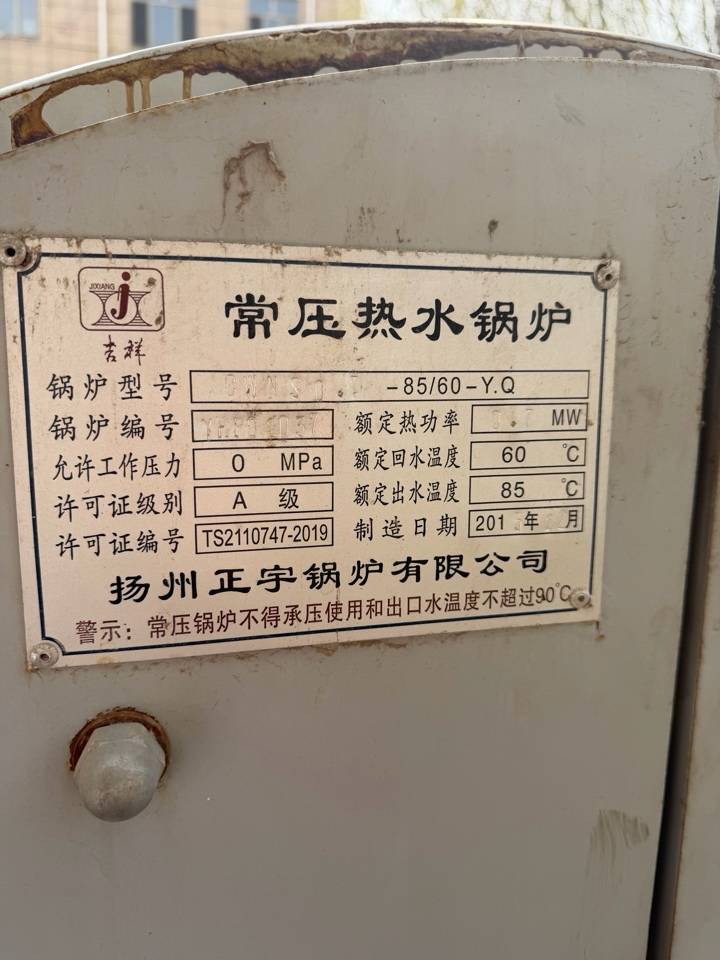 JIXIANG
吉祥
常压热水锅炉
锅炉型号 -85/60-Y.Q
锅炉编号 额定热功率 MW
允许工作压力 0 MPa 额定回水温度 60 ℃
许可证级别 A 级 额定出水温度 85 ℃
许可证编号 TS2110747-2019 制造日期 201 年 月
扬州正宇锅炉有限公司
警示：常压锅炉不得承压使用和出口水温度不超过90℃